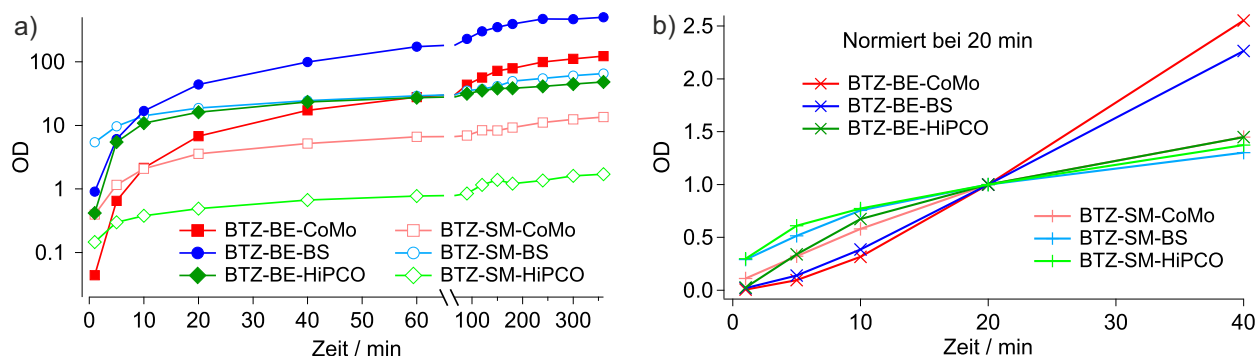 a)
OD
100
10
1
0.1
BTZ-BE-CoMo
BTZ-BE-BS
BTZ-BE-HiPCO
BTZ-SM-CoMo
BTZ-SM-BS
BTZ-SM-HiPCO
0 10 20 30 40 50 60 100 200 300
Zeit / min
b)
OD
2.5
2.0
1.5
1.0
0.5
0.0
Normiert bei 20 min
BTZ-BE-CoMo
BTZ-BE-BS
BTZ-BE-HiPCO
BTZ-SM-CoMo
BTZ-SM-BS
BTZ-SM-HiPCO
0 10 20 30 40
Zeit / min